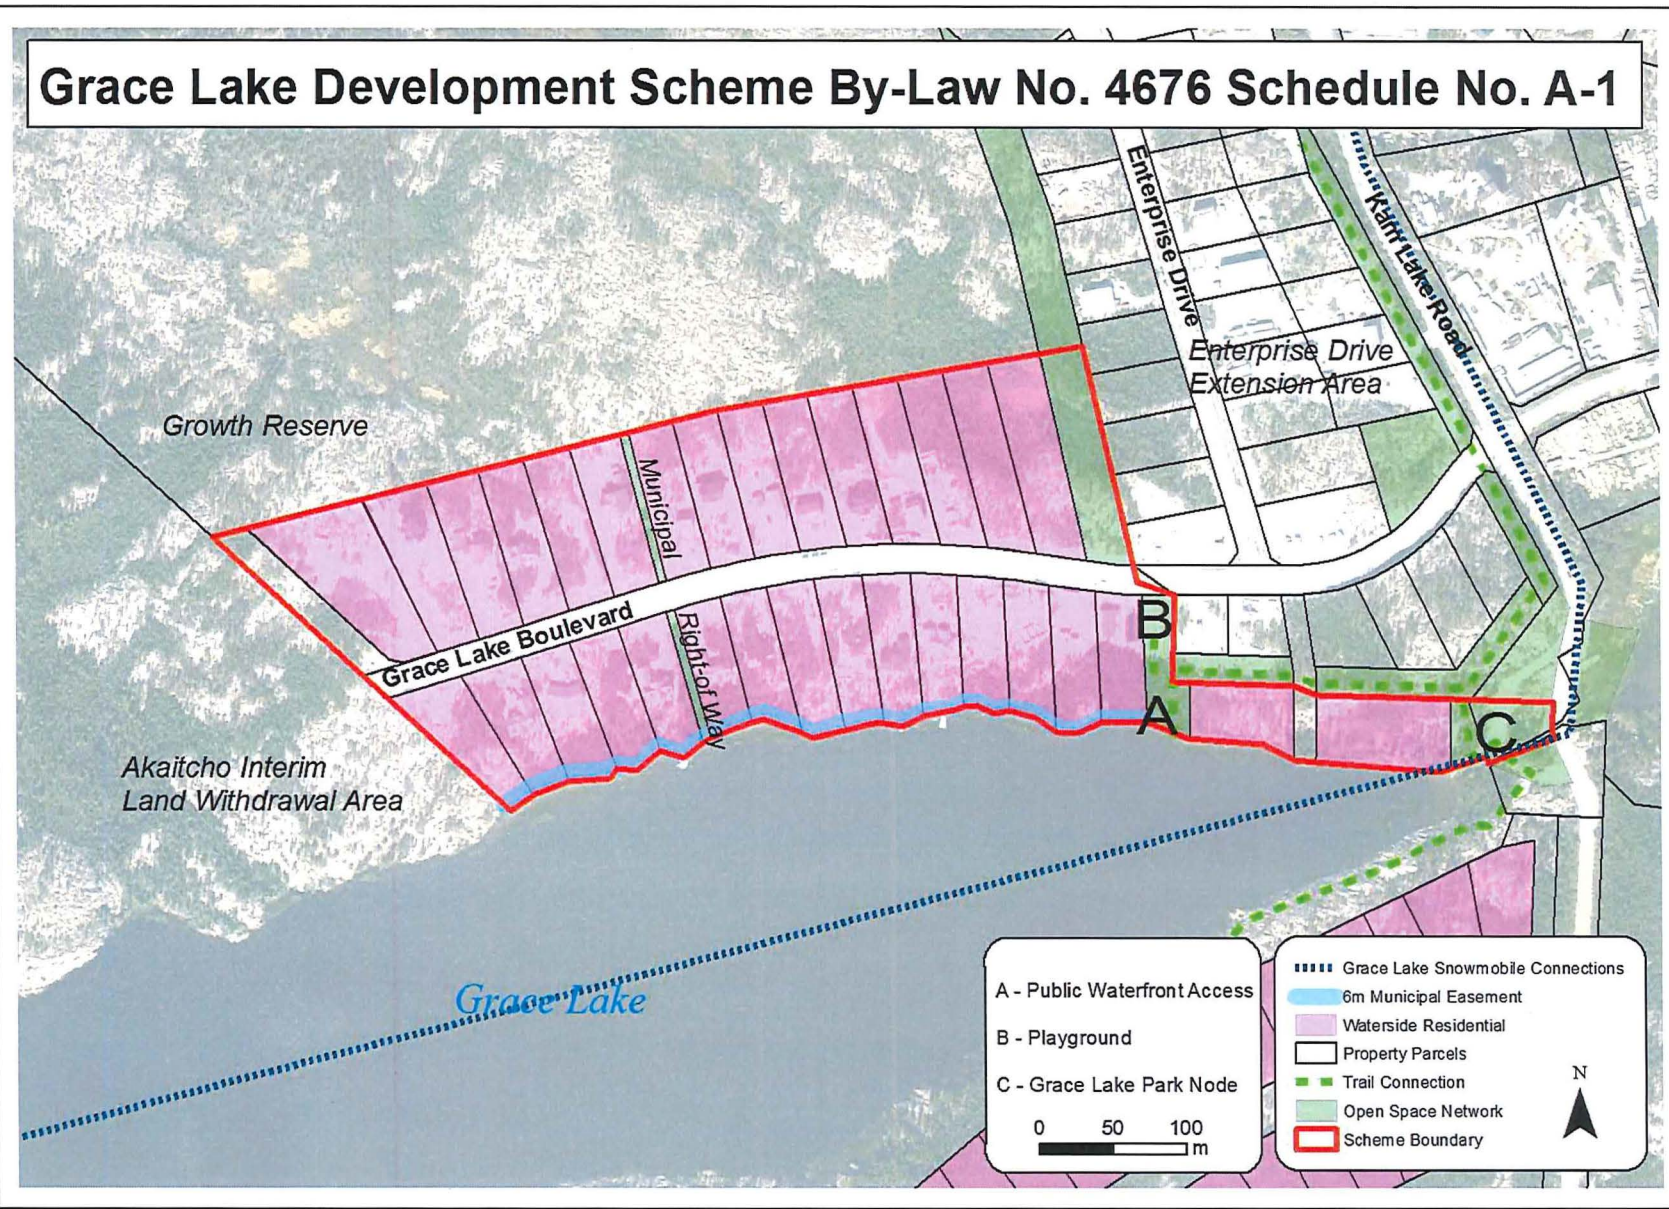 Grace Lake Development Scheme By-Law No. 4676 Schedule No. A-1
Enterprise Drive
Kam Lake Road
Enterprise Drive
Extension Area
Growth Reserve
Municipal
Right-of Way
Grace Lake Boulevard
B
A
C
Akaitcho Interim
Land Withdrawal Area
Grace Lake
A - Public Waterfront Access
B - Playground
C - Grace Lake Park Node
0 50 100
m
Grace Lake Snowmobile Connections
6m Municipal Easement
Waterside Residential
Property Parcels
Trail Connection
Open Space Network
Scheme Boundary
N